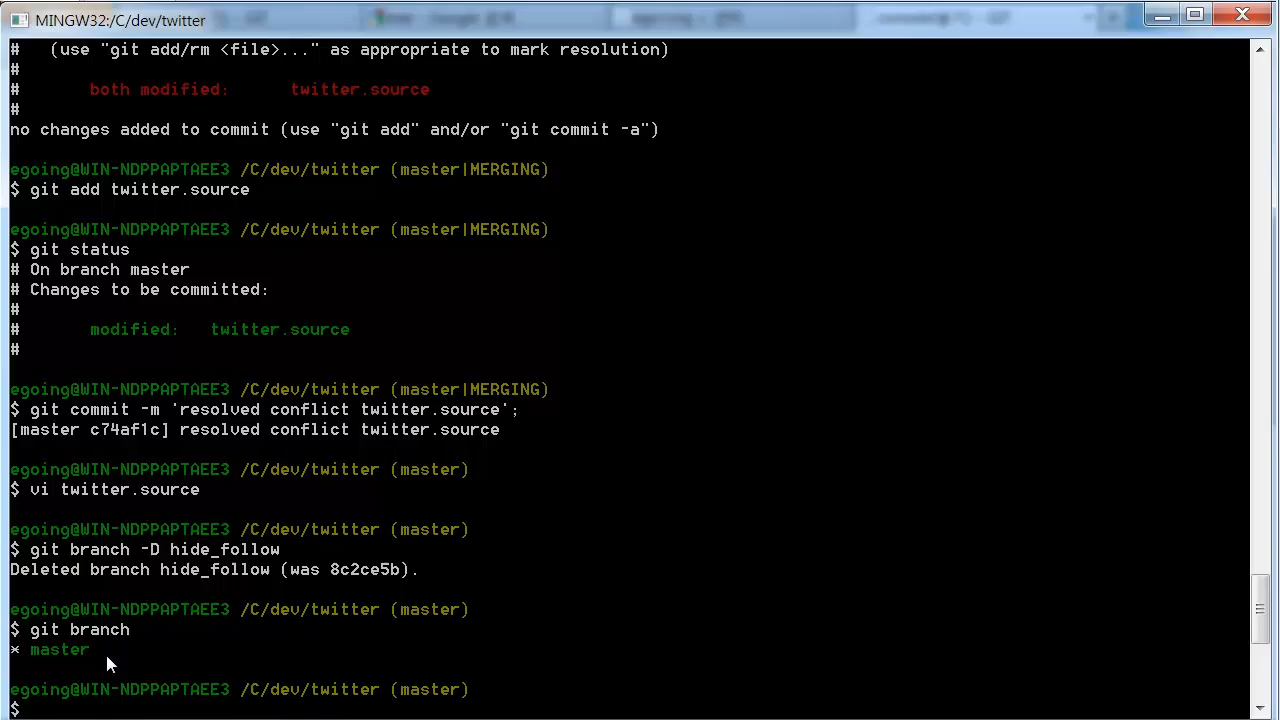 MINGW32:/C/dev/twitter
#   (use "git add/rm <file>..." as appropriate to mark resolution)
#
#       both modified:      twitter.source
#
no changes added to commit (use "git add" and/or "git commit -a")
egoing@WIN-NDPPAPTAEE3 /C/dev/twitter (master|MERGING)
$ git add twitter.source
egoing@WIN-NDPPAPTAEE3 /C/dev/twitter (master|MERGING)
$ git status
# On branch master
# Changes to be committed:
#
#       modified:   twitter.source
#
egoing@WIN-NDPPAPTAEE3 /C/dev/twitter (master|MERGING)
$ git commit -m 'resolved conflict twitter.source';
[master c74af1c] resolved conflict twitter.source
egoing@WIN-NDPPAPTAEE3 /C/dev/twitter (master)
$ vi twitter.source
egoing@WIN-NDPPAPTAEE3 /C/dev/twitter (master)
$ git branch -D hide_follow
Deleted branch hide_follow (was 8c2ce5b).
egoing@WIN-NDPPAPTAEE3 /C/dev/twitter (master)
$ git branch
* master
egoing@WIN-NDPPAPTAEE3 /C/dev/twitter (master)
$